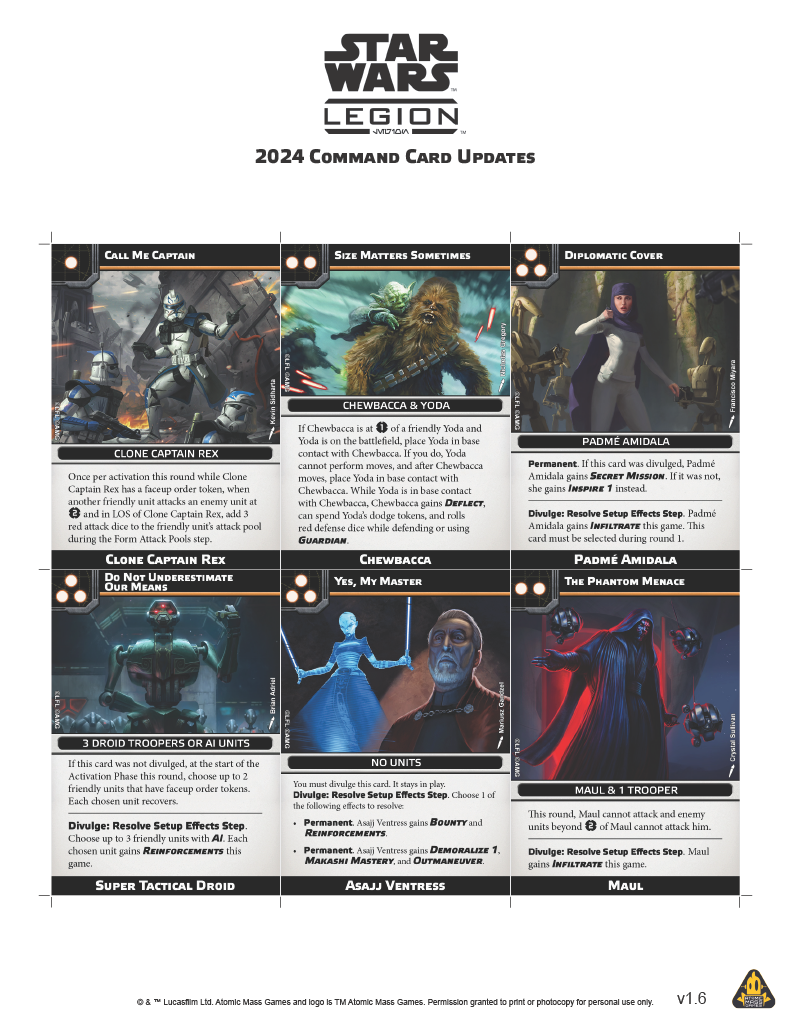 STAR
WARS
™
LEGION
™
2024 Command Card Updates
Call Me Captain
©LFL ©AMG
Kevin Sidharta
CLONE CAPTAIN REX
Once per activation this round while Clone
Captain Rex has a faceup order token, when
another friendly unit attacks an enemy unit at
2 and in LOS of Clone Captain Rex, add 3
red attack dice to the friendly unit's attack pool
during the Form Attack Pools step.
Clone Captain Rex
Size Matters Sometimes
©LFL ©AMG
CHEWBACCA & YODA
If Chewbacca is at 1 of a friendly Yoda and
Yoda is on the battlefield, place Yoda in base
contact with Chewbacca. If you do, Yoda
cannot perform moves, and after Chewbacca
moves, place Yoda in base contact with
Chewbacca. While Yoda is in base contact
with Chewbacca, Chewbacca gains Deflect,
can spend Yoda's dodge tokens, and rolls
red defense dice while defending or using
Guardian.
Chewbacca
Diplomatic Cover
©LFL ©AMG
Francisco Miyara
PADMÉ AMIDALA
Permanent. If this card was divulged, Padmé
Amidala gains Secret Mission. If it was not,
she gains Inspire 1 instead.
Divulge: Resolve Setup Effects Step. Padmé
Amidala gains Infiltrate this game. This
card must be selected during round 1.
Padmé Amidala
Do Not Underestimate
Our Means
©LFL ©AMG
Brian Adriel
3 DROID TROOPERS OR AI UNITS
If this card was not divulged, at the start of the
Activation Phase this round, choose up to 2
friendly units that have faceup order tokens.
Each chosen unit recovers.
Divulge: Resolve Setup Effects Step.
Choose up to 3 friendly units with AI. Each
chosen unit gains Reinforcements this
game.
Super Tactical Droid
Yes, My Master
©LFL ©AMG
Mariusz Gandzel
NO UNITS
You must divulge this card. It stays in play.
Divulge: Resolve Setup Effects Step. Choose 1 of
the following effects to resolve:
• Permanent. Asajj Ventress gains Bounty and
Reinforcements.
• Permanent. Asajj Ventress gains Demoralize 1,
Makashi Mastery, and Outmaneuver.
Asajj Ventress
The Phantom Menace
©LFL ©AMG
Crystal Sullivan
MAUL & 1 TROOPER
This round, Maul cannot attack and enemy
units beyond 2 of Maul cannot attack him.
Divulge: Resolve Setup Effects Step. Maul
gains Infiltrate this game.
Maul
© & ™ Lucasfilm Ltd. Atomic Mass Games and logo is TM Atomic Mass Games. Permission granted to print or photocopy for personal use only.
v1.6
ATOMIC
MASS
GAMES